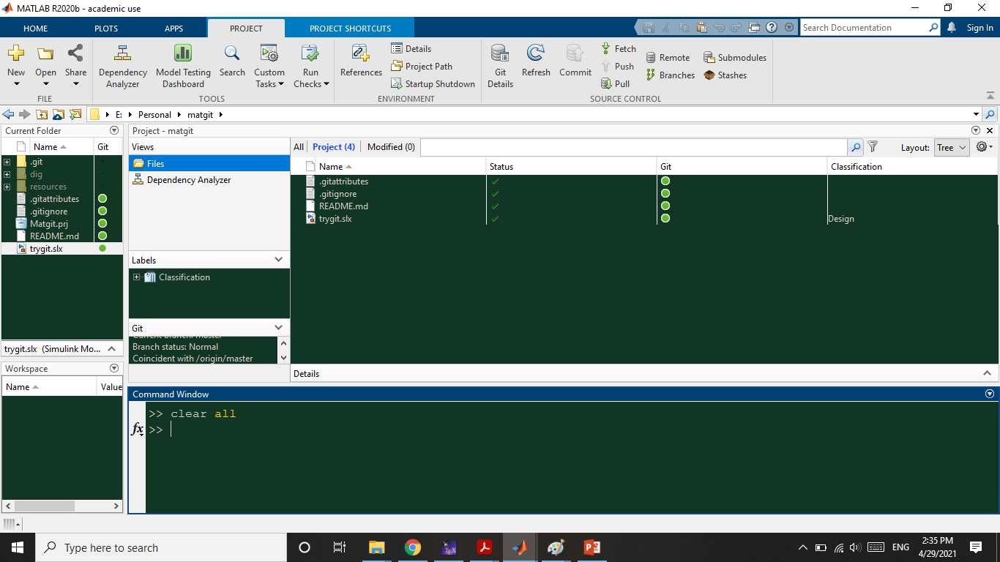 MATLAB R2020b - academic use
HOME PLOTS APPS PROJECT PROJECT SHORTCUTS
Search Documentation
Sign In
New Open Share
Dependency Analyzer
Model Testing Dashboard
Search
Custom Tasks
Run Checks
References
Details
Project Path
Startup Shutdown
Git Details
Refresh
Commit
Fetch
Push
Pull
Remote
Branches
Submodules
Stashes
FILE TOOLS ENVIRONMENT SOURCE CONTROL
E: Personal matgit
Current Folder
Name Git
.git
dig
resources
.gitattributes
.gitignore
Matgit.prj
README.md
trygit.slx
trygit.slx (Simulink Mo...
Workspace
Name Value
Project - matgit
Views
Files
Dependency Analyzer
Labels
Classification
Git
Current branch: master
Branch status: Normal
Coincident with /origin/master
All Project (4) Modified (0)
Layout: Tree
Name Status Git Classification
.gitattributes
.gitignore
README.md
trygit.slx Design
Details
Command Window
>> clear all
fx >>
Type here to search
TEX
ENG
2:35 PM
4/29/2021